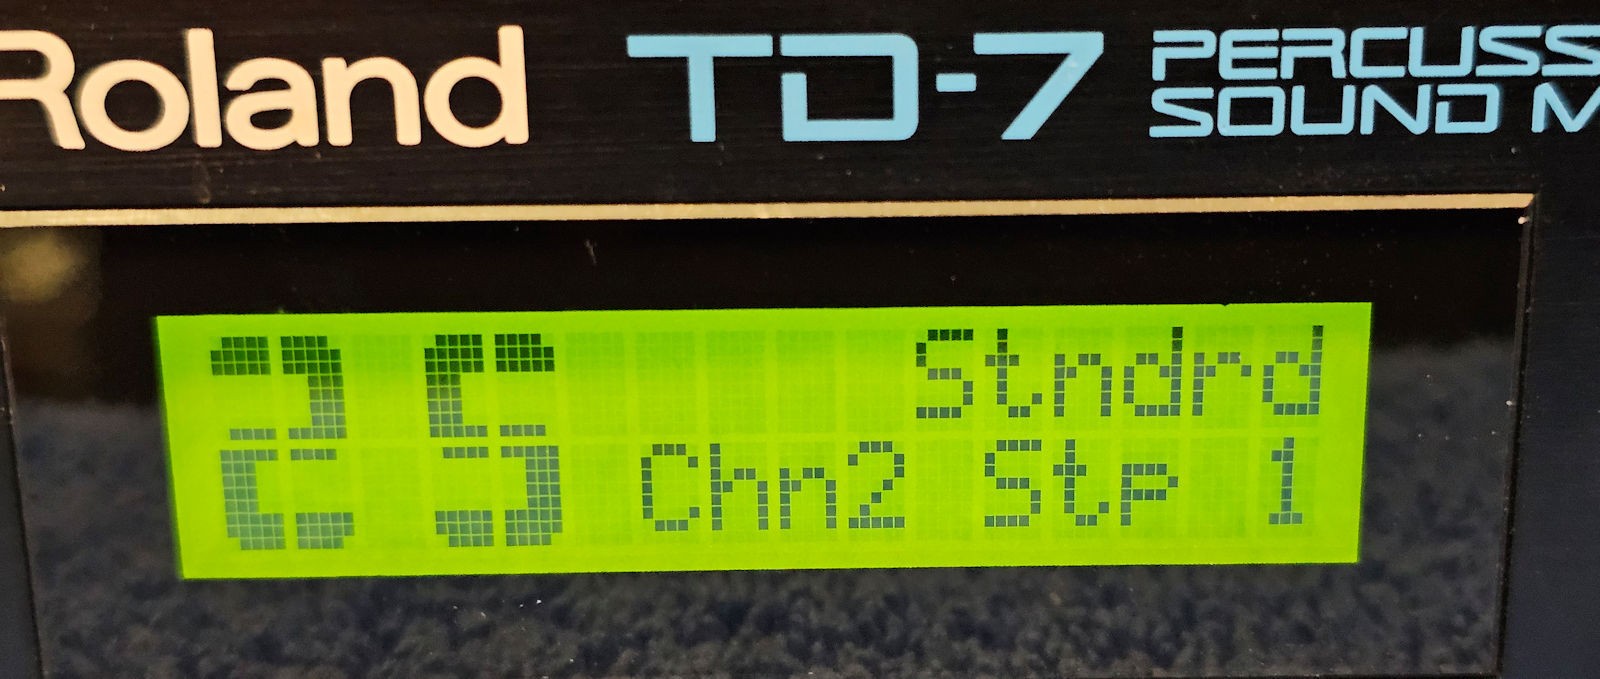 Roland TD-7 PERCUSS
SOUND M
25 Stndrd
Chn2 Stp 1